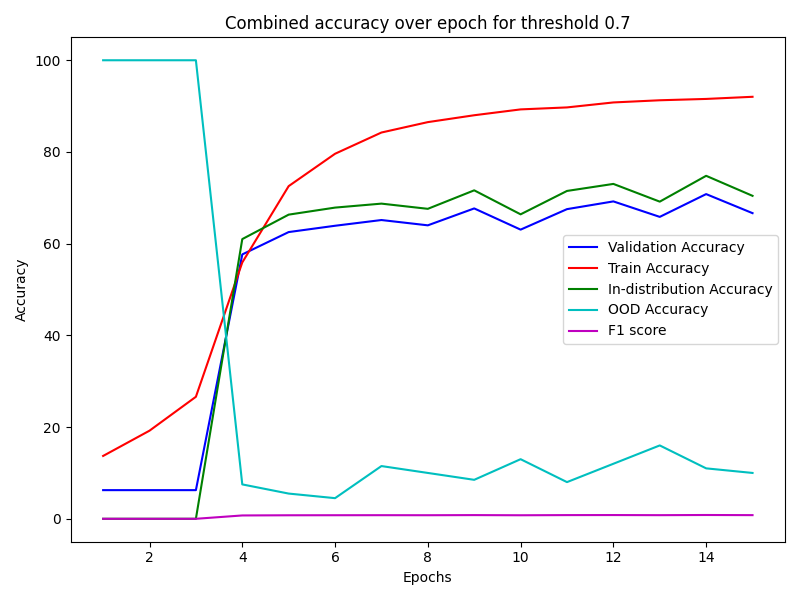 Combined accuracy over epoch for threshold 0.7
Accuracy
100
80
60
40
20
0
Validation Accuracy
Train Accuracy
In-distribution Accuracy
OOD Accuracy
F1 score
2 4 6 8 10 12 14
Epochs